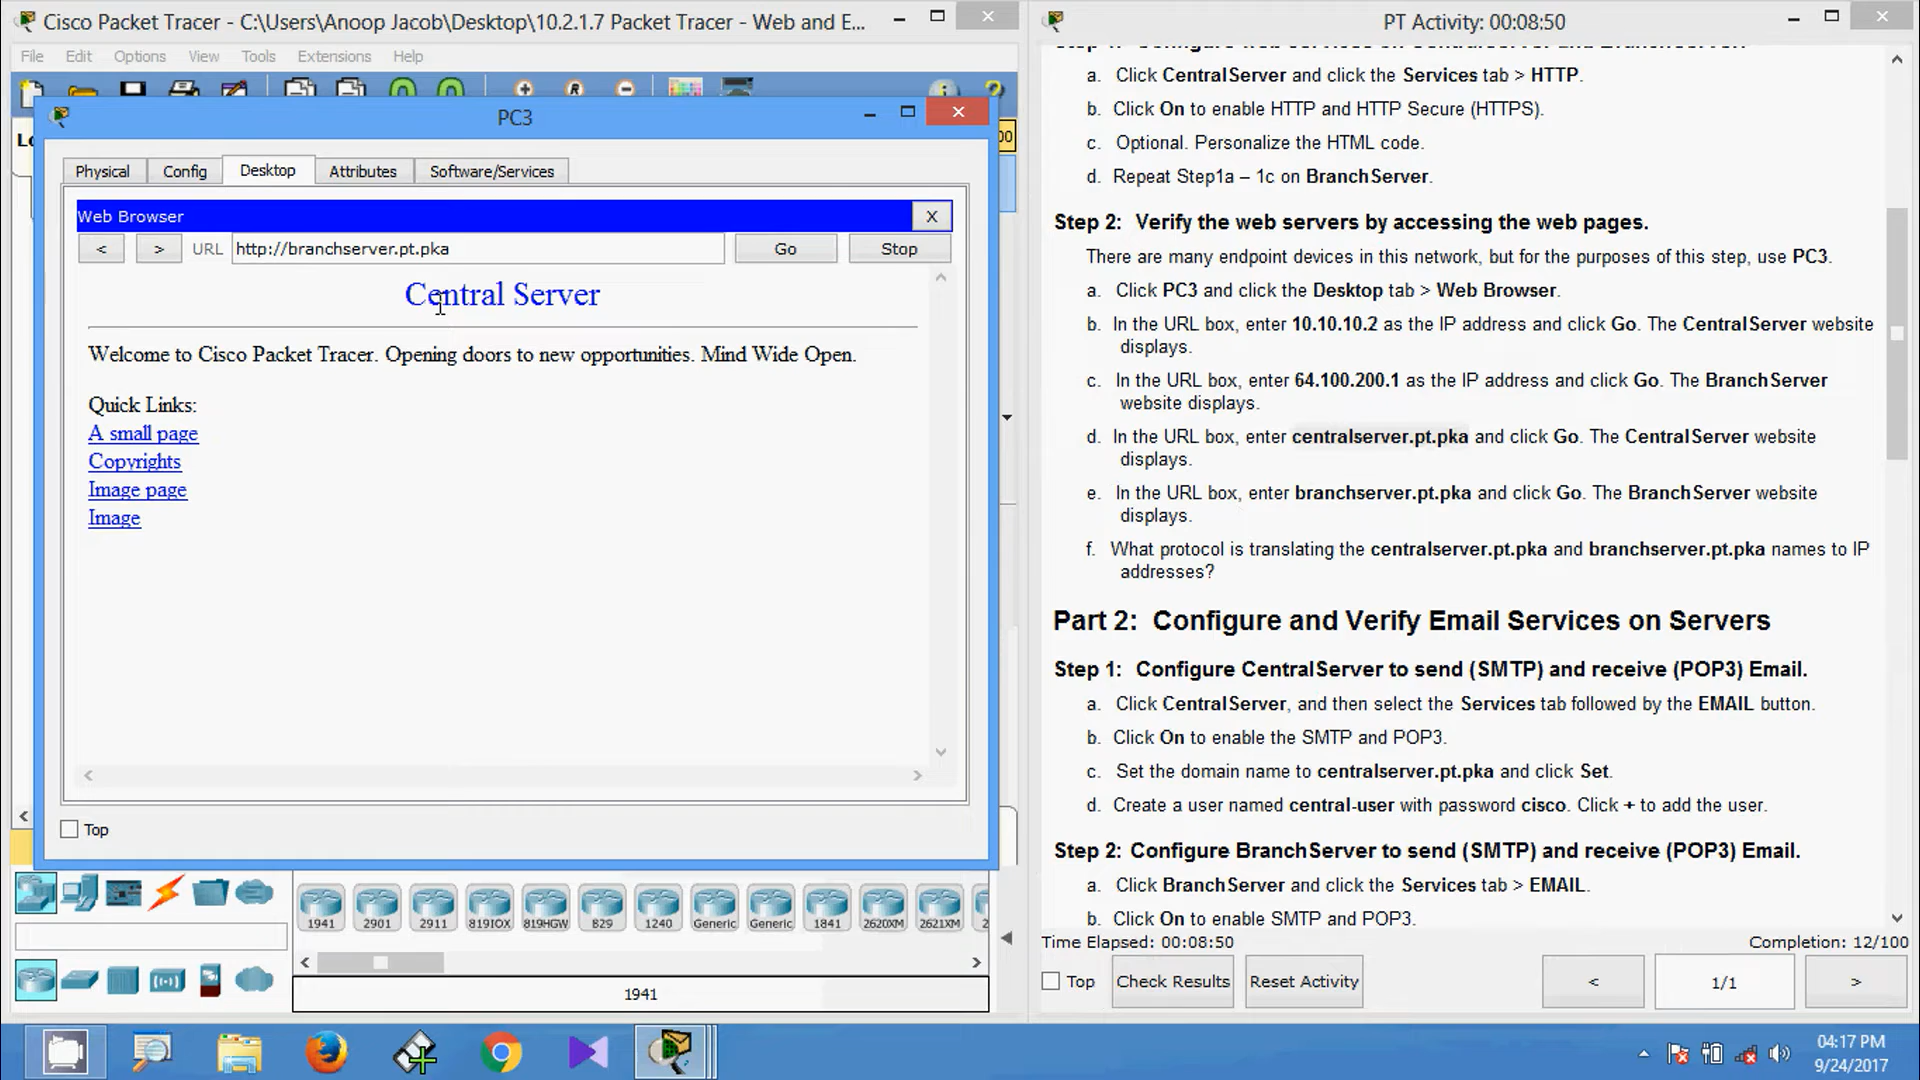 Cisco Packet Tracer - C:\Users\Anoop Jacob\Desktop\10.2.1.7 Packet Tracer - Web and E...
File Edit Options View Tools Extensions Help
PC3
Physical Config Desktop Attributes Software/Services
Web Browser X
< > URL http://branchserver.pt.pka Go Stop
Central Server
Welcome to Cisco Packet Tracer. Opening doors to new opportunities. Mind Wide Open.
Quick Links:
A small page
Copyrights
Image page
Image
Top
1941 2901 2911 819IOX 819HGW 829 1240 Generic Generic 1841 2620XM 2621XM
1941
PT Activity: 00:08:50
a. Click CentralServer and click the Services tab > HTTP.
b. Click On to enable HTTP and HTTP Secure (HTTPS).
c. Optional. Personalize the HTML code.
d. Repeat Step1a – 1c on BranchServer.
Step 2: Verify the web servers by accessing the web pages.
There are many endpoint devices in this network, but for the purposes of this step, use PC3.
a. Click PC3 and click the Desktop tab > Web Browser.
b. In the URL box, enter 10.10.10.2 as the IP address and click Go. The CentralServer website
displays.
c. In the URL box, enter 64.100.200.1 as the IP address and click Go. The BranchServer
website displays.
d. In the URL box, enter centralserver.pt.pka and click Go. The CentralServer website
displays.
e. In the URL box, enter branchserver.pt.pka and click Go. The BranchServer website
displays.
f. What protocol is translating the centralserver.pt.pka and branchserver.pt.pka names to IP
addresses?
Part 2: Configure and Verify Email Services on Servers
Step 1: Configure CentralServer to send (SMTP) and receive (POP3) Email.
a. Click CentralServer, and then select the Services tab followed by the EMAIL button.
b. Click On to enable the SMTP and POP3.
c. Set the domain name to centralserver.pt.pka and click Set.
d. Create a user named central-user with password cisco. Click + to add the user.
Step 2: Configure BranchServer to send (SMTP) and receive (POP3) Email.
a. Click BranchServer and click the Services tab > EMAIL.
b. Click On to enable SMTP and POP3.
Time Elapsed: 00:08:50 Completion: 12/100
Top Check Results Reset Activity < 1/1 >
04:17 PM
9/24/2017